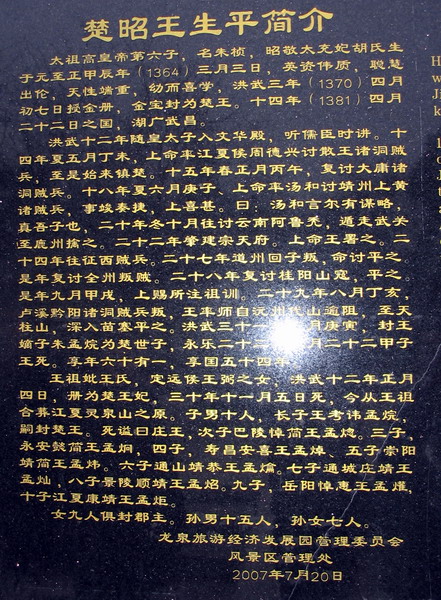 楚昭王生平简介
太祖高皇帝第六子,名朱桢,昭敬太充妃胡氏生
于元至正甲辰年(1364)三月三日,英资伟质,聪慧
出伦,天性端重,幼而喜学,洪武三年(1370)四月
初七日授金册、金宝封为楚王。十四年(1381)四月
二十二日之国,湖广武昌。
洪武十二年随皇太子入文华殿,听儒臣时讲。十
四年夏五月丁未,上命率江夏侯周德兴讨散王诸洞贼
兵,至是始来镇楚。十五年春正月丙午,复讨大庸诸
洞贼兵。十八年夏六月庚子、上命率汤和讨靖州上黄
诸贼兵,事竣奏捷,上喜甚。曰:汤和言尔有谋略,
真吾子也,二十年冬十月往讨云南阿鲁秃,遁走武关
至鹿州擒之。二十二年肇建宗天府。上命王署之。二
十四年往征西贼兵。二十七年道州回子叛,命讨平之
是年复讨全州叛贼。二十八年复讨桂阳山寇,平之。
是年九月甲戌,上赐所注祖训。二十九年八月丁亥,
卢溪黔阳诸洞贼兵叛,王率师自沅州伐山通阻,至天
柱山,深入苗塞平之。洪武三十 月庚寅,封王
嫡子朱孟烷为楚世子,永乐二十二 月二十二甲子
王死。享年六十有一,享国五十四年
王祖妣王氏,定远侯王弼之女,洪武十二年正月
四日,册为楚王妃,三十年十一月五日死,今从王祖
合葬江夏灵泉山之原。子男十人,长子王考讳孟烷,
嗣封楚王。死谥曰庄王,次子巴陵悼简王孟熜。三子,
永安懿简王孟炯,四子,寿昌安喜王孟焯、五子崇阳
靖简王孟炜。六子通山靖恭王孟爚。七子通城庄靖王
孟灿,八子景陵顺靖王孟炤。九子,岳阳悼惠王孟爟,
十子江夏康靖王孟炬。
女九人俱封郡主。孙男十五人,孙女七人。
龙泉旅游经济发展园管理委员会
风景区管理处
2007年7月20日